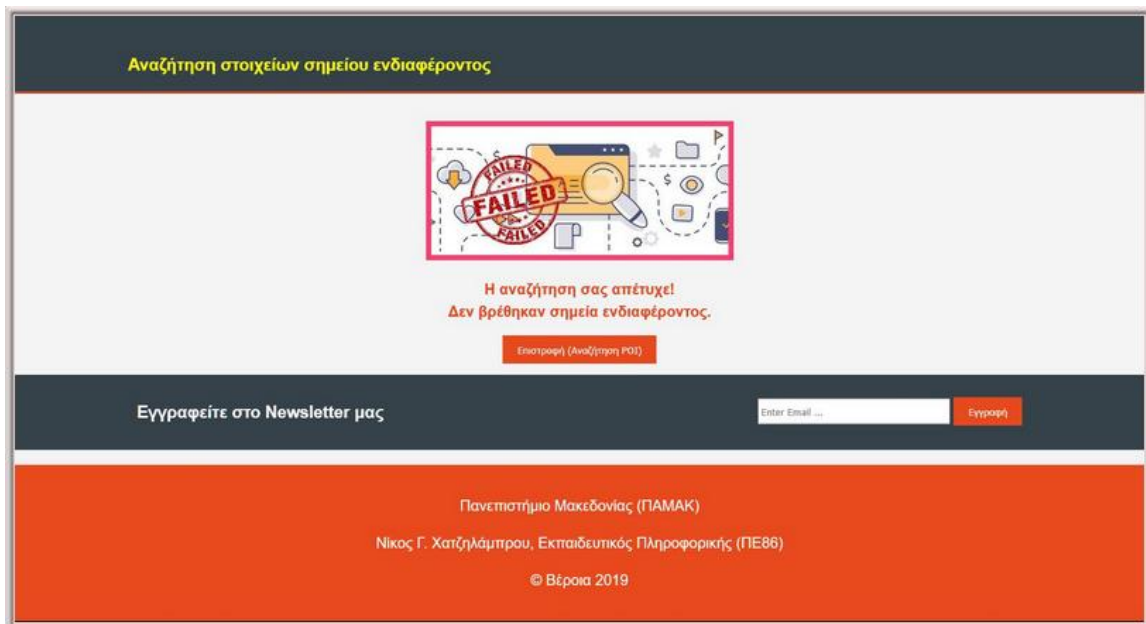 Αναζήτηση στοιχείων σημείου ενδιαφέροντος
FAILED
FAILED
FAILED
Η αναζήτηση σας απέτυχε!
Δεν βρέθηκαν σημεία ενδιαφέροντος.
Επιστροφή (Αναζήτηση POI)
Εγγραφείτε στο Newsletter μας
Enter Email ...
Εγγραφή
Πανεπιστήμιο Μακεδονίας (ΠΑΜΑΚ)
Νίκος Γ. Χατζηλάμπρου, Εκπαιδευτικός Πληροφορικής (ΠΕ86)
© Βέροια 2019